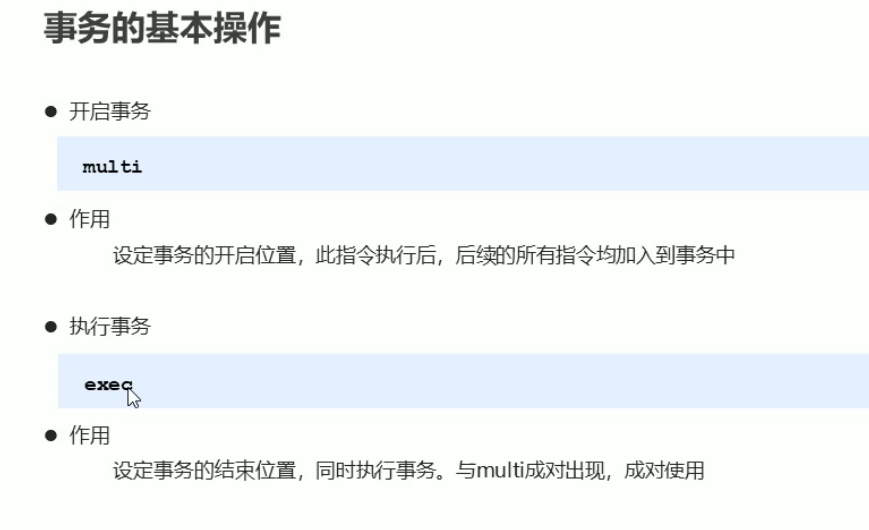 事务的基本操作
● 开启事务
multi
● 作用
设定事务的开启位置，此指令执行后，后续的所有指令均加入到事务中
● 执行事务
exec
● 作用
设定事务的结束位置，同时执行事务。与multi成对出现，成对使用